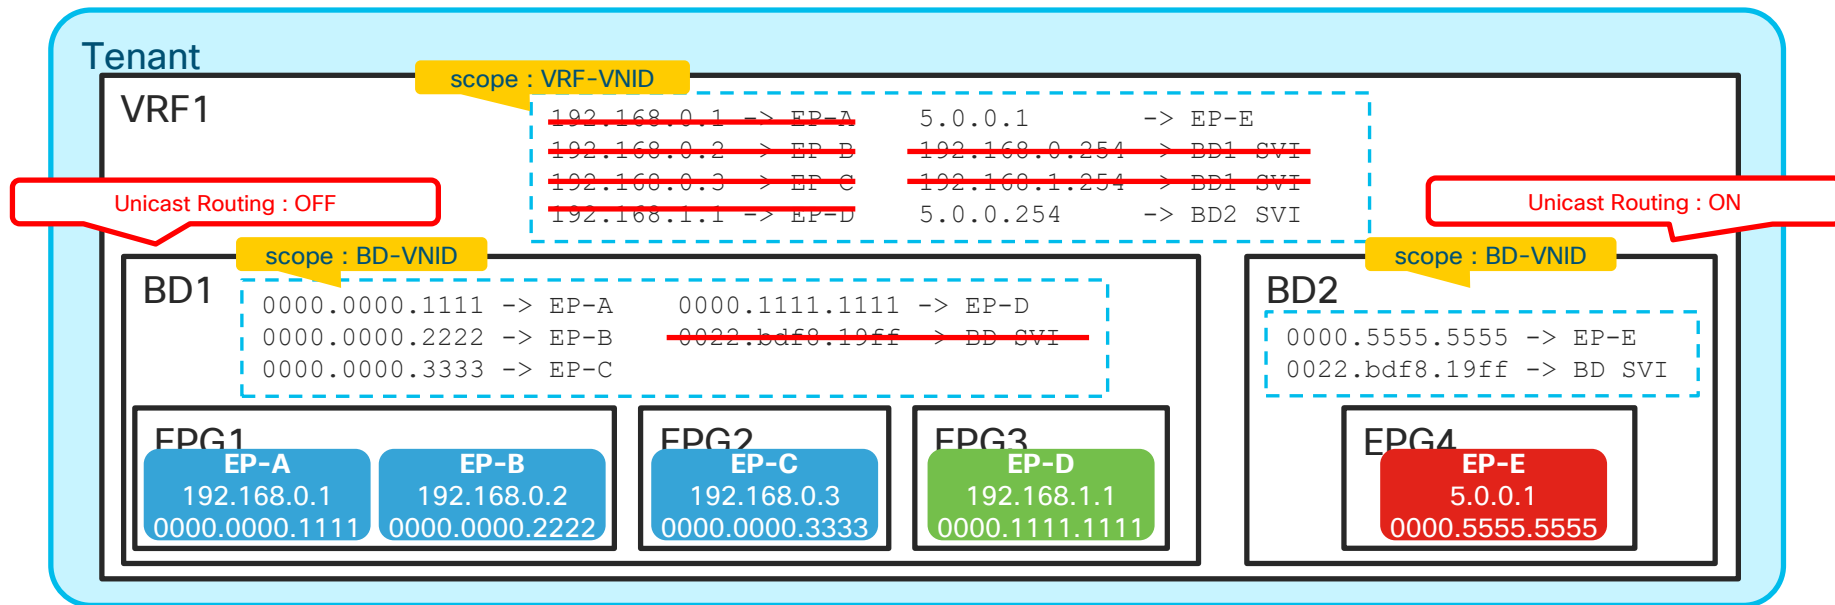 Tenant
scope : VRF-VNID
VRF1
192.168.0.1 -> EP-A 5.0.0.1 -> EP-E
192.168.0.2 -> EP-B 192.168.0.254 -> BD1 SVI
192.168.0.3 -> EP-C 192.168.1.254 -> BD1 SVI
192.168.1.1 -> EP-D 5.0.0.254 -> BD2 SVI
Unicast Routing : OFF
Unicast Routing : ON
scope : BD-VNID
BD1
0000.0000.1111 -> EP-A 0000.1111.1111 -> EP-D
0000.0000.2222 -> EP-B 0022.bdf8.19ff -> BD SVI
0000.0000.3333 -> EP-C
scope : BD-VNID
BD2
0000.5555.5555 -> EP-E
0022.bdf8.19ff -> BD SVI
EPG1
EP-A
192.168.0.1
0000.0000.1111
EP-B
192.168.0.2
0000.0000.2222
EPG2
EP-C
192.168.0.3
0000.0000.3333
EPG3
EP-D
192.168.1.1
0000.1111.1111
EPG4
EP-E
5.0.0.1
0000.5555.5555